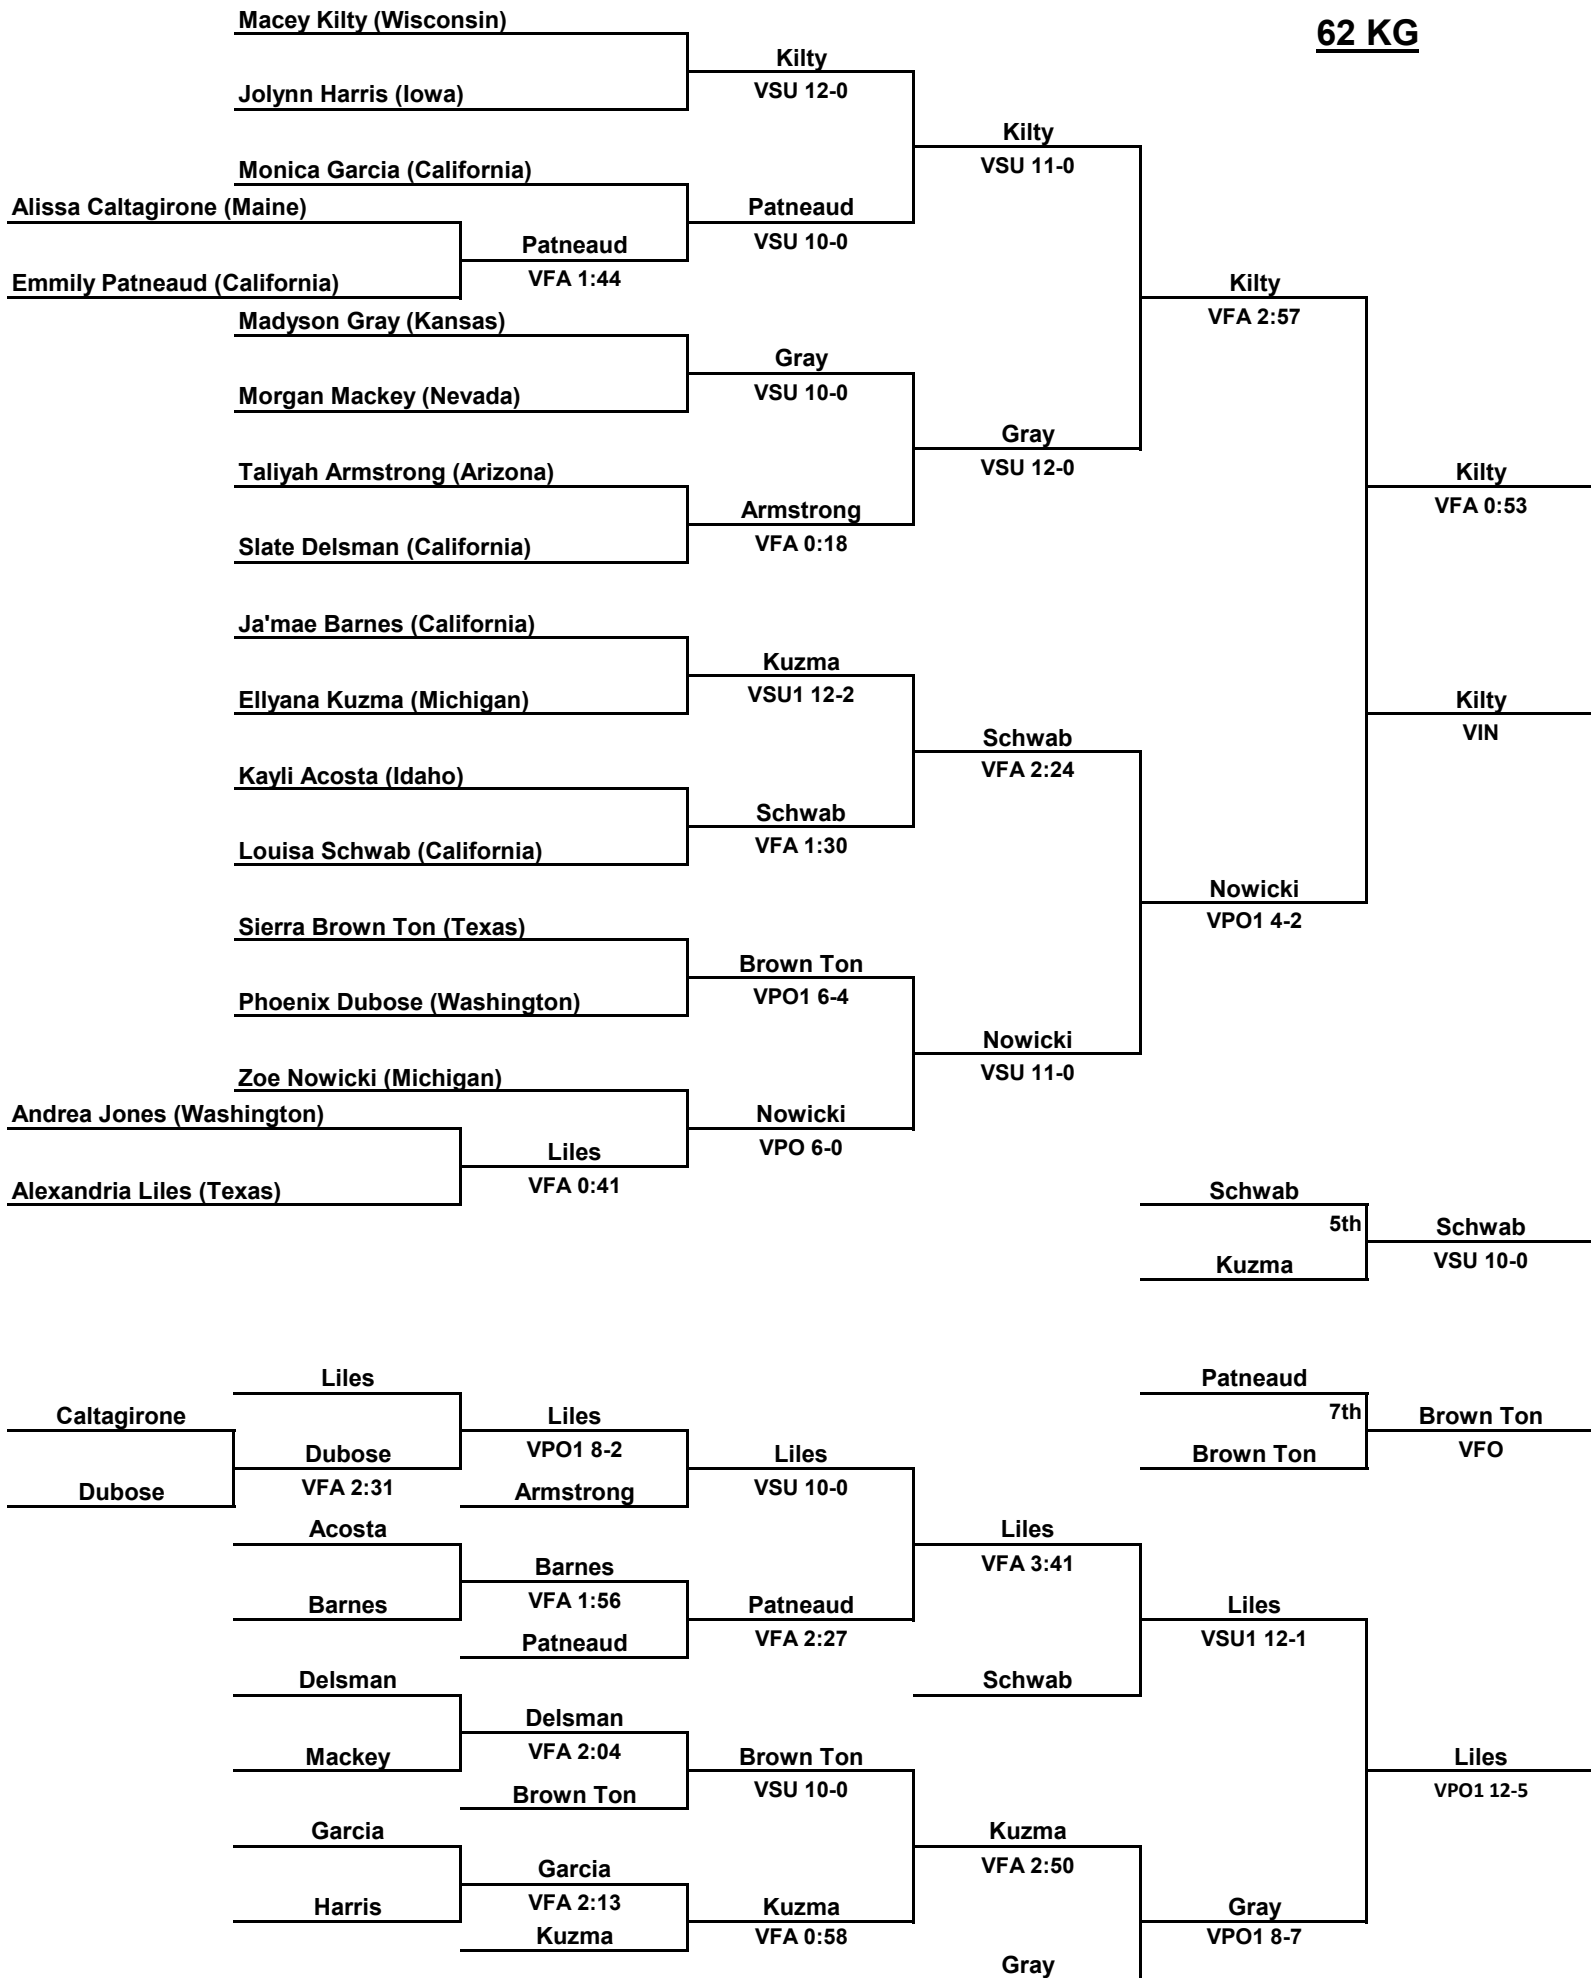 Macey Kilty (Wisconsin)
62 KG
Kilty
VSU 12-0
Jolynn Harris (Iowa)
Kilty
VSU 11-0
Monica Garcia (California)
Alissa Caltagirone (Maine)
Patneaud
VSU 10-0
Patneaud
VFA 1:44
Emmily Patneaud (California)
Kilty
VFA 2:57
Madyson Gray (Kansas)
Gray
VSU 10-0
Morgan Mackey (Nevada)
Gray
VSU 12-0
Taliyah Armstrong (Arizona)
Kilty
VFA 0:53
Armstrong
VFA 0:18
Slate Delsman (California)
Ja'mae Barnes (California)
Kuzma
VSU1 12-2
Ellyana Kuzma (Michigan)
Kilty
VIN
Schwab
VFA 2:24
Kayli Acosta (Idaho)
Schwab
VFA 1:30
Louisa Schwab (California)
Nowicki
VPO1 4-2
Sierra Brown Ton (Texas)
Brown Ton
VPO1 6-4
Phoenix Dubose (Washington)
Nowicki
VSU 11-0
Zoe Nowicki (Michigan)
Andrea Jones (Washington)
Nowicki
VPO 6-0
Liles
VFA 0:41
Alexandria Liles (Texas)
Schwab
5th
Schwab
VSU 10-0
Kuzma
Liles
Patneaud
Caltagirone
Liles
VPO1 8-2
7th
Brown Ton
VFO
Dubose
VFA 2:31
Liles
VSU 10-0
Brown Ton
Dubose
Armstrong
Acosta
Liles
VFA 3:41
Barnes
VFA 1:56
Barnes
Patneaud
VFA 2:27
Liles
VSU1 12-1
Patneaud
Delsman
Schwab
Delsman
VFA 2:04
Mackey
Brown Ton
VSU 10-0
Liles
VPO1 12-5
Brown Ton
Garcia
Kuzma
VFA 2:50
Garcia
VFA 2:13
Harris
Kuzma
VFA 0:58
Gray
VPO1 8-7
Kuzma
Gray